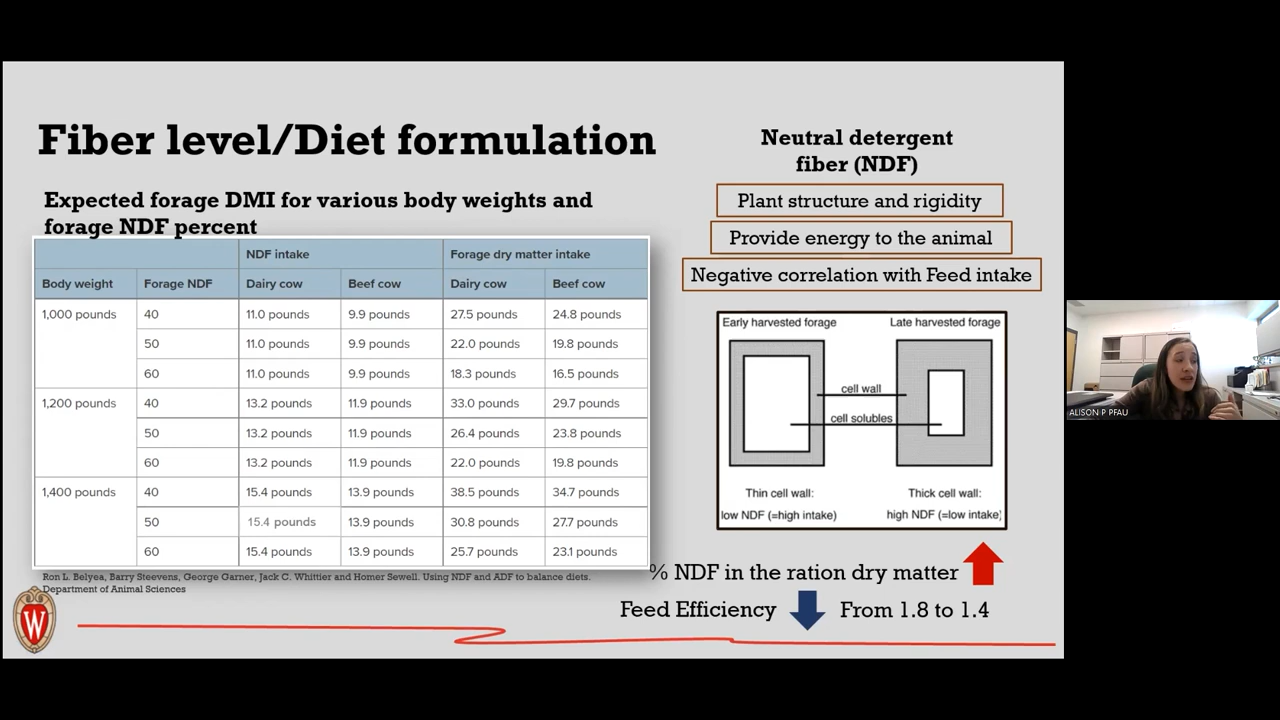 Fiber level/Diet formulation
Expected forage DMI for various body weights and
forage NDF percent
NDF intake Forage dry matter intake
Body weight Forage NDF Dairy cow Beef cow Dairy cow Beef cow
1,000 pounds 40 11.0 pounds 9.9 pounds 27.5 pounds 24.8 pounds
50 11.0 pounds 9.9 pounds 22.0 pounds 19.8 pounds
60 11.0 pounds 9.9 pounds 18.3 pounds 16.5 pounds
1,200 pounds 40 13.2 pounds 11.9 pounds 33.0 pounds 29.7 pounds
50 13.2 pounds 11.9 pounds 26.4 pounds 23.8 pounds
60 13.2 pounds 11.9 pounds 22.0 pounds 19.8 pounds
1,400 pounds 40 15.4 pounds 13.9 pounds 38.5 pounds 34.7 pounds
50 15.4 pounds 13.9 pounds 30.8 pounds 27.7 pounds
60 15.4 pounds 13.9 pounds 25.7 pounds 23.1 pounds
Ron L. Belyea, Barry Steevens, George Garner, Jack C. Whittier and Homer Sewell. Using NDF and ADF to balance diets.
Department of Animal Sciences
W
Neutral detergent
fiber (NDF)
Plant structure and rigidity
Provide energy to the animal
Negative correlation with Feed intake
Early harvested forage Late harvested forage
cell wall
cell solubles
Thin cell wall: Thick cell wall:
low NDF (=high intake) high NDF (=low intake)
% NDF in the ration dry matter
Feed Efficiency From 1.8 to 1.4
ALISON P PFAU